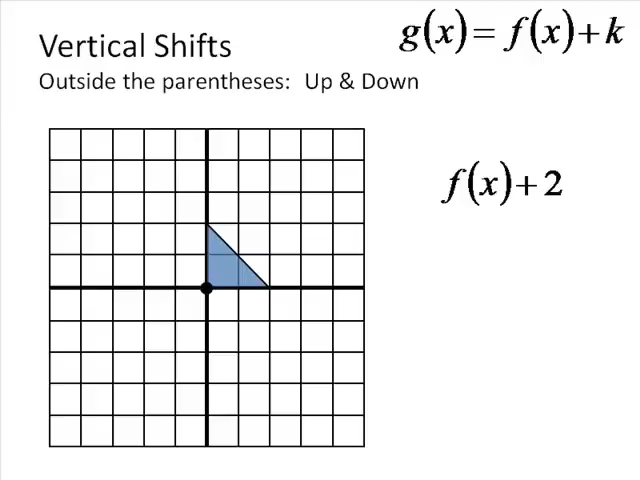 Vertical Shifts
g(x) = f(x) + k
Outside the parentheses: Up & Down
f(x) + 2